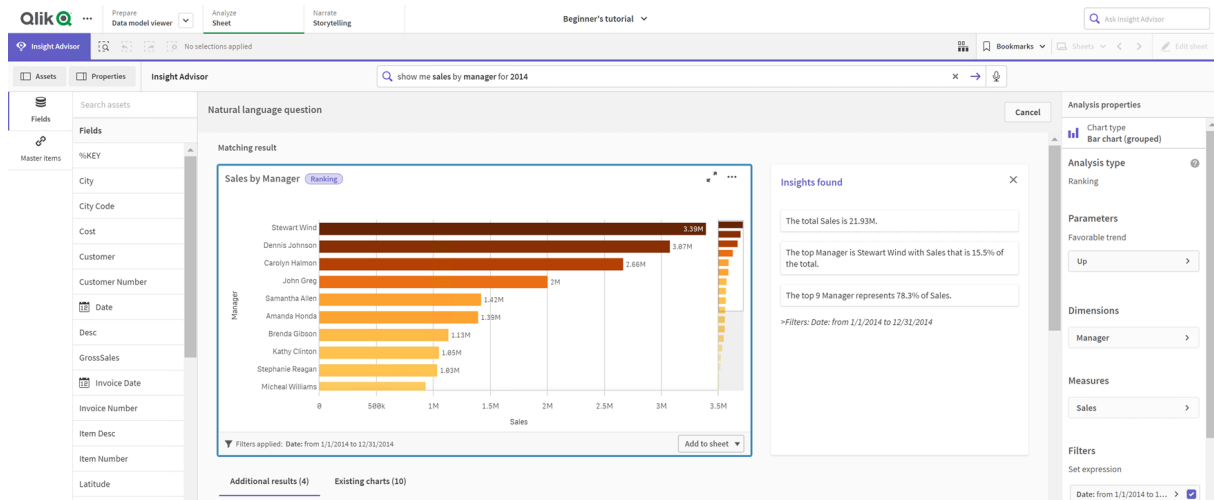 Qlik
Prepare
Data model viewer
Analyze
Sheet
Narrate
Storytelling
Beginner's tutorial
Ask Insight Advisor
Insight Advisor
No selections applied
Bookmarks
Sheets
Edit sheet
Assets
Properties
Insight Advisor
show me sales by manager for 2014
Fields
Master items
Search assets
Fields
%KEY
City
City Code
Cost
Customer
Customer Number
Date
Desc
GrossSales
Invoice Date
Invoice Number
Item Desc
Item Number
Latitude
Natural language question
Cancel
Matching result
Sales by Manager
Ranking
Manager
Stewart Wind
3.39M
Dennis Johnson
3.07M
Carolyn Halmon
2.66M
John Greg
2M
Samantha Allen
1.42M
Amanda Honda
1.39M
Brenda Gibson
1.13M
Kathy Clinton
1.05M
Stephanie Reagan
1.03M
Micheal Williams
0
500k
1M
1.5M
2M
2.5M
3M
3.5M
Sales
Filters applied: Date: from 1/1/2014 to 12/31/2014
Add to sheet
Insights found
The total Sales is 21.93M.
The top Manager is Stewart Wind with Sales that is 15.5% of
the total.
The top 9 Manager represents 78.3% of Sales.
>Filters: Date: from 1/1/2014 to 12/31/2014
Additional results (4)
Existing charts (10)
Analysis properties
Chart type
Bar chart (grouped)
Analysis type
Ranking
Parameters
Favorable trend
Up
Dimensions
Manager
Measures
Sales
Filters
Set expression
Date: from 1/1/2014 to 1...